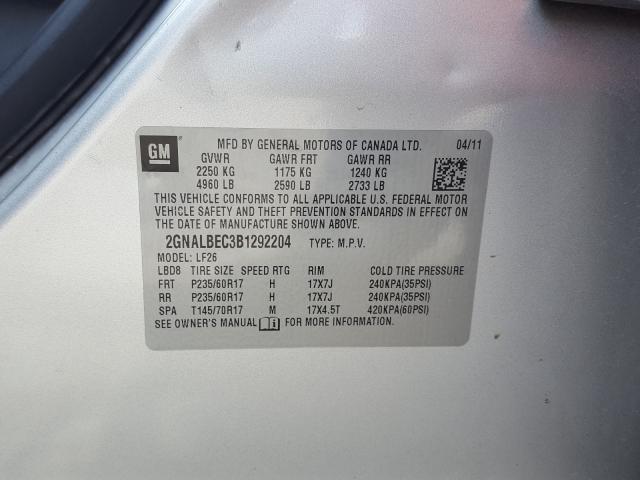 GM
MFD BY GENERAL MOTORS OF CANADA LTD. 04/11
GVWR GAWR FRT GAWR RR
2250 KG 1175 KG 1240 KG
4960 LB 2590 LB 2733 LB
THIS VEHICLE CONFORMS TO ALL APPLICABLE U.S. FEDERAL MOTOR
VEHICLE SAFETY AND THEFT PREVENTION STANDARDS IN EFFECT ON
THE DATE OF MANUFACTURE SHOWN ABOVE.
2GNALBEC3B1292204 TYPE: M.P.V.
MODEL: LF26
LBD8 TIRE SIZE SPEED RTG RIM COLD TIRE PRESSURE
FRT P235/60R17 H 17X7J 240KPA(35PSI)
RR P235/60R17 H 17X7J 240KPA(35PSI)
SPA T145/70R17 M 17X4.5T 420KPA(60PSI)
SEE OWNER'S MANUAL FOR MORE INFORMATION.